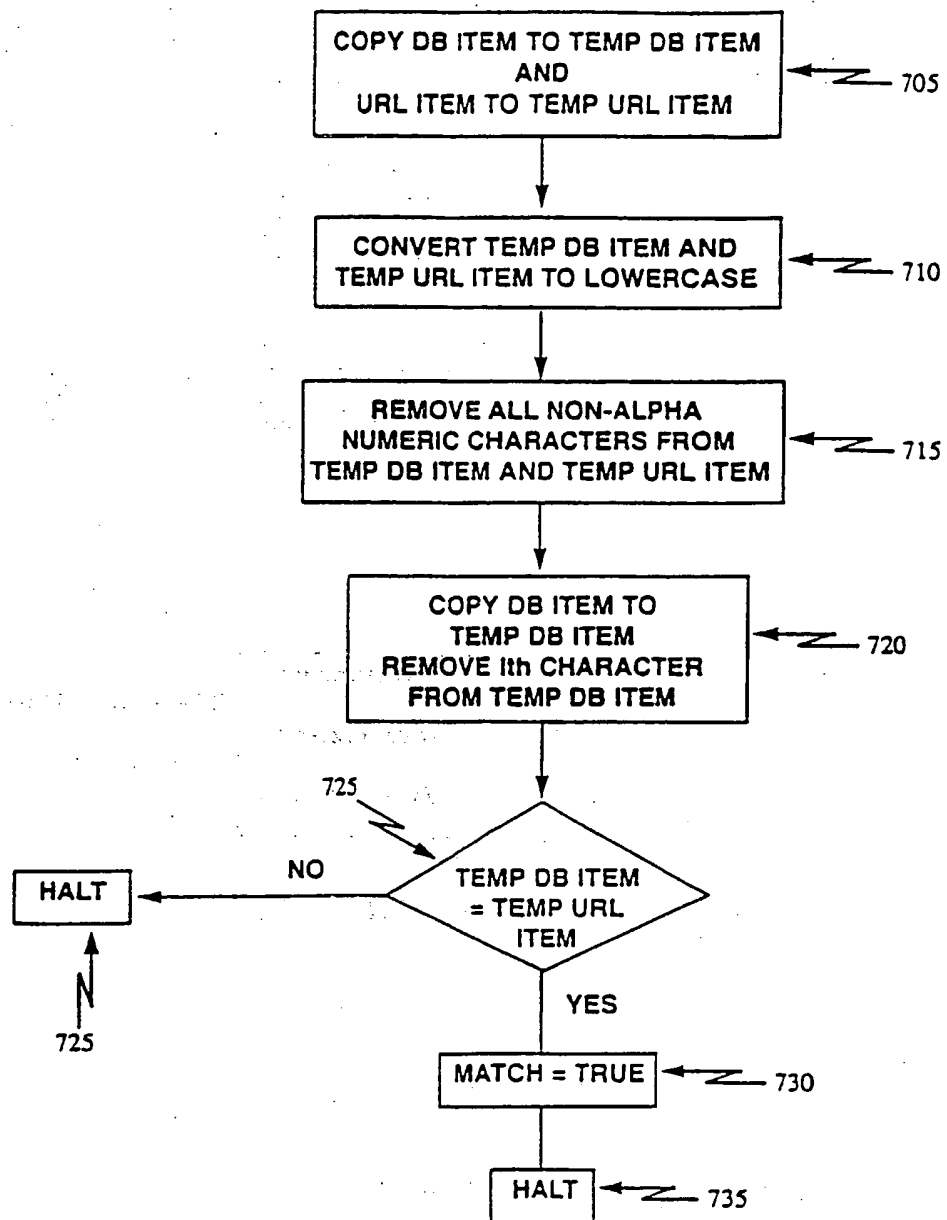 COPY DB ITEM TO TEMP DB ITEM
AND
URL ITEM TO TEMP URL ITEM
705
CONVERT TEMP DB ITEM AND
TEMP URL ITEM TO LOWERCASE
710
REMOVE ALL NON-ALPHA
NUMERIC CHARACTERS FROM
TEMP DB ITEM AND TEMP URL ITEM
715
COPY DB ITEM TO
TEMP DB ITEM
REMOVE Ith CHARACTER
FROM TEMP DB ITEM
720
725
NO
HALT
725
TEMP DB ITEM
= TEMP URL
ITEM
YES
MATCH = TRUE
730
HALT
735